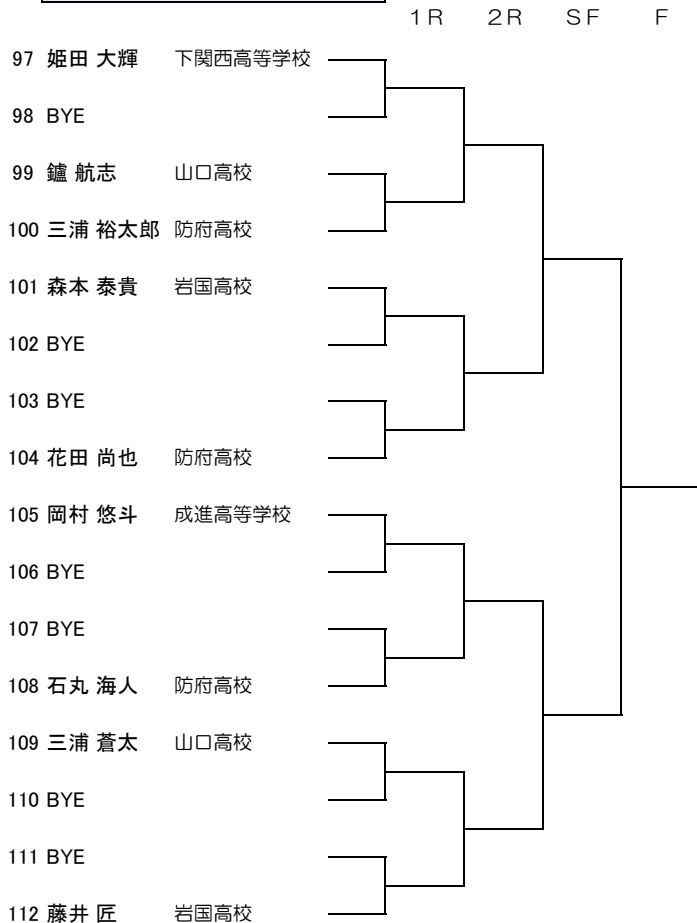 1R 2R SF F
97 姫田 大輝 下関西高等学校
98 BYE
99 鑪 航志 山口高校
100 三浦 裕太郎 防府高校
101 森本 泰貴 岩国高校
102 BYE
103 BYE
104 花田 尚也 防府高校
105 岡村 悠斗 成進高等学校
106 BYE
107 BYE
108 石丸 海人 防府高校
109 三浦 蒼太 山口高校
110 BYE
111 BYE
112 藤井 匠 岩国高校